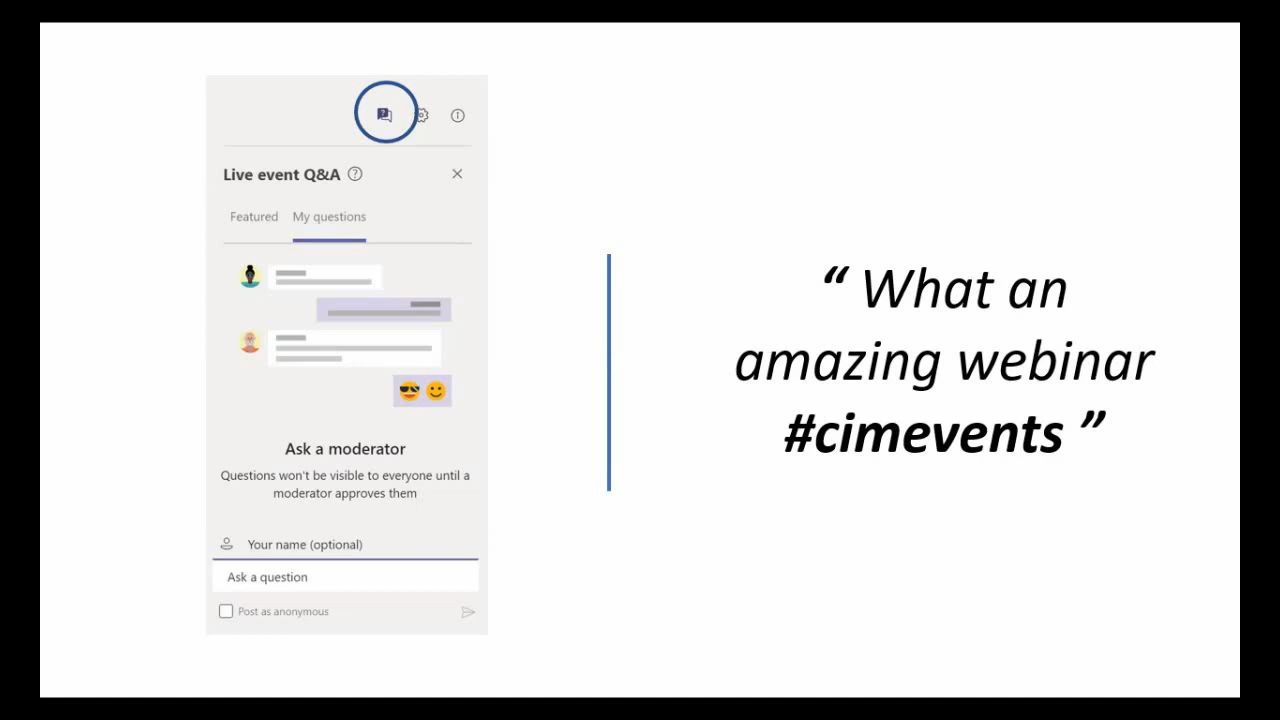 Live event Q&A
Featured My questions
Ask a moderator
Questions won't be visible to everyone until a
moderator approves them
Your name (optional)
Ask a question
Post as anonymous
“ What an
amazing webinar
#cimevents ”